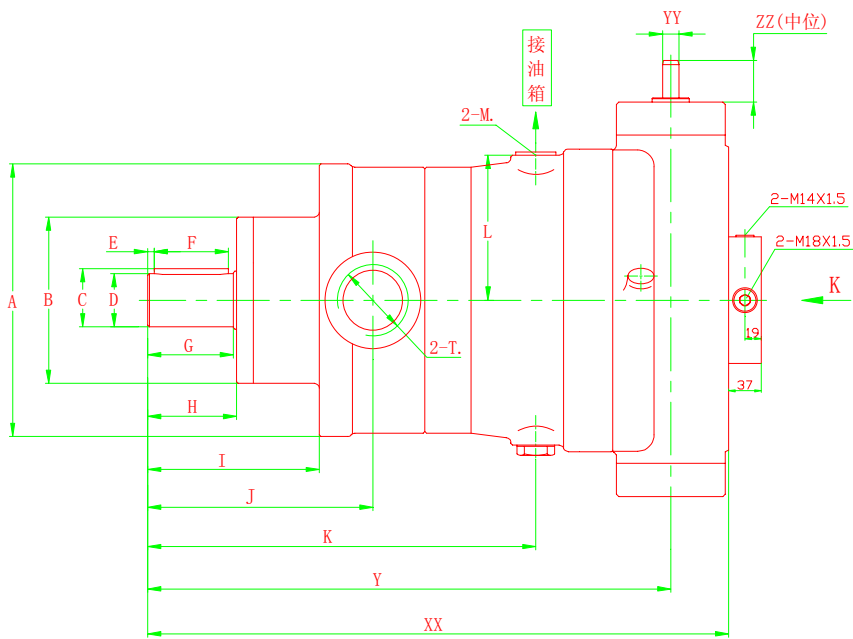 YY
ZZ(中位)
接
油
箱
2-M.
2-M14X1.5
2-M18X1.5
E
F
L
A
B
C
D
K
19
G
2-T.
37
H
I
J
K
Y
XX